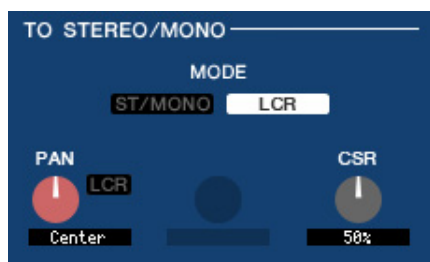 TO STEREO/MONO
MODE
ST/MONO LCR
PAN CSR
LCR
Center 50%